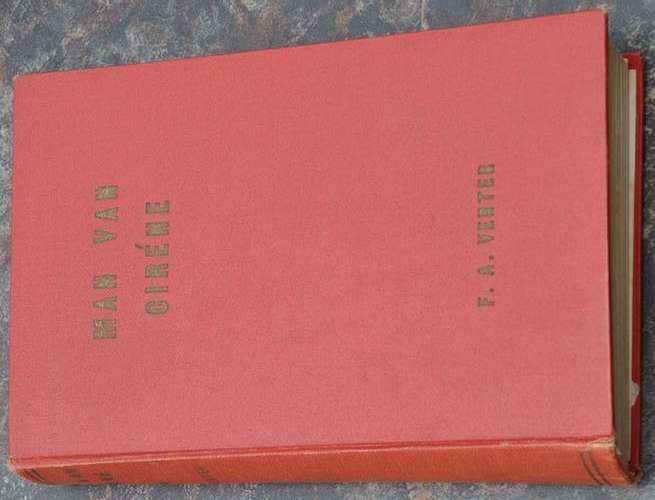 MAN VAN
CIRÉNE
F. A. VENTER